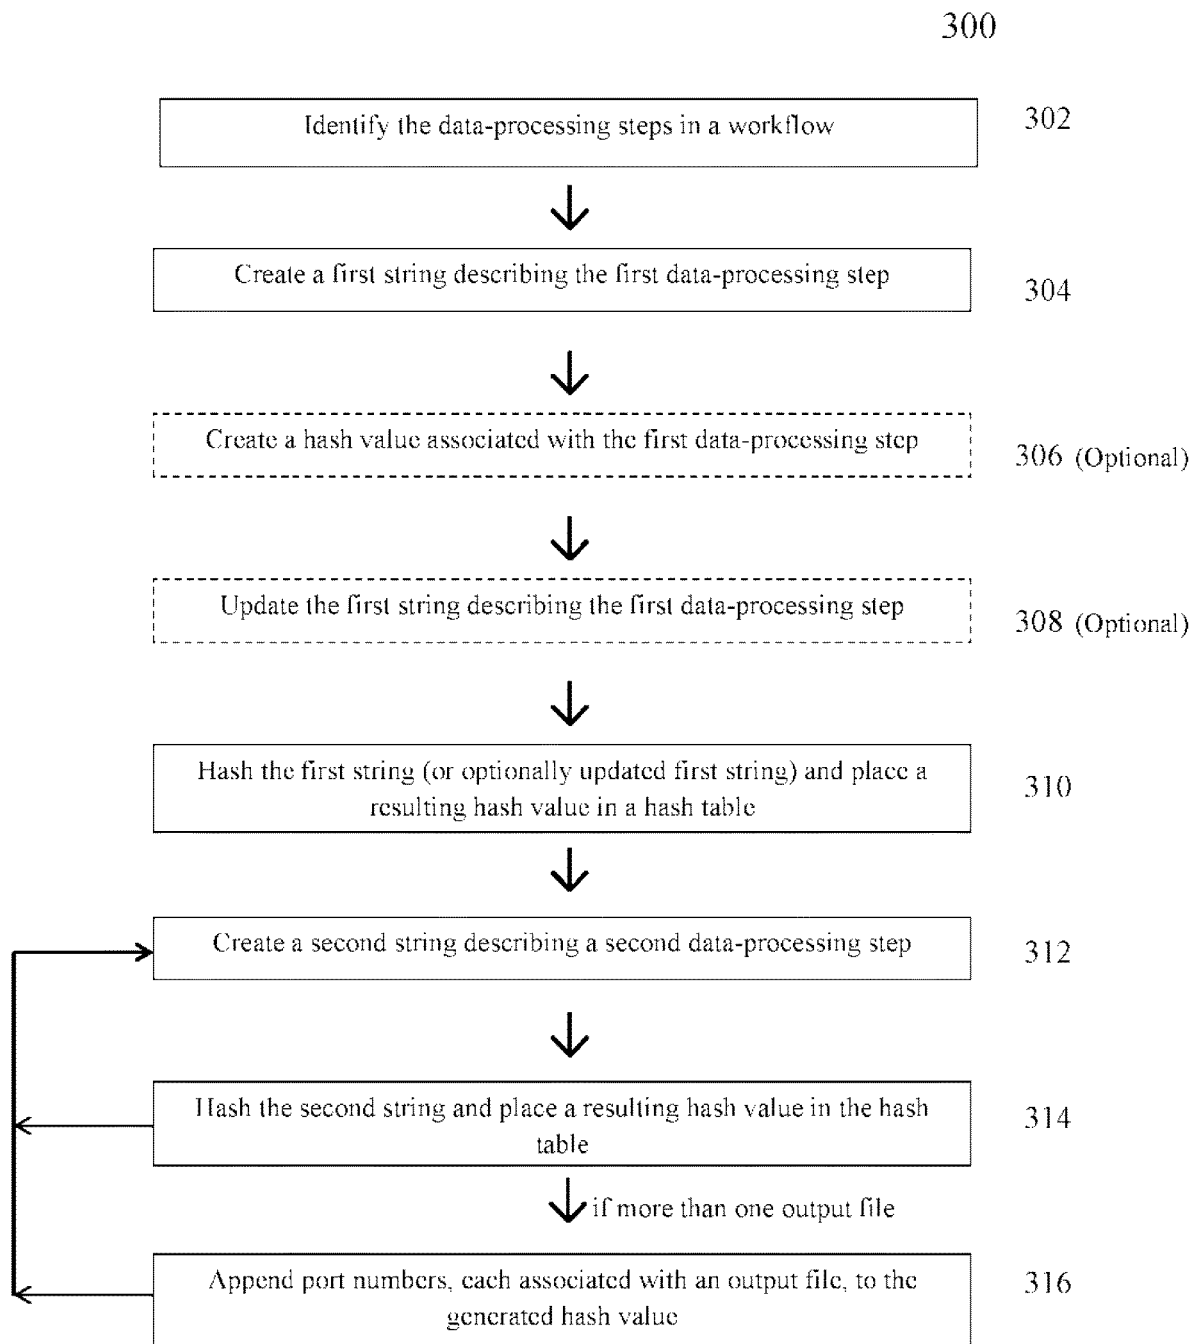 300
Identify the data-processing steps in a workflow
302
Create a first string describing the first data-processing step
304
Create a hash value associated with the first data-processing step
306 (Optional)
Update the first string describing the first data-processing step
308 (Optional)
Hash the first string (or optionally updated first string) and place a
resulting hash value in a hash table
310
Create a second string describing a second data-processing step
312
Hash the second string and place a resulting hash value in the hash
table
314
if more than one output file
Append port numbers, each associated with an output file, to the
generated hash value
316